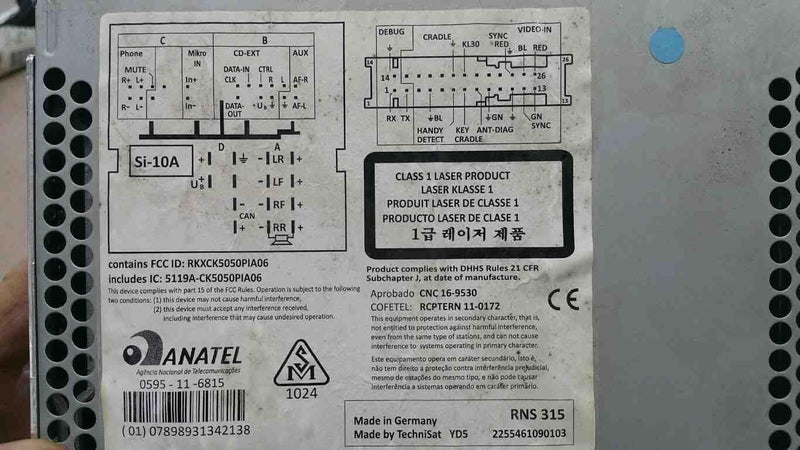 C B
Phone Mikro IN CD-EXT AUX
MUTE DATA-IN CTRL
R+ L+ In+ CLK R L AF-R
R- L- In- DATA-OUT +UB AF-L
Si-10A
D A
+ - LR +
U+B - LF +
- - RF +
CAN
+ - RR +
DEBUG CRADLE KL30 SYNC RED VIDEO-IN BL RED
14 26
14 26
1 13
1 13
RX TX BL GN GN SYNC
HANDY DETECT KEY CRADLE ANT-DIAG
CLASS 1 LASER PRODUCT
LASER KLASSE 1
PRODUIT LASER DE CLASSE 1
PRODUCTO LASER DE CLASE 1
1급 레이저 제품
contains FCC ID: RKXCK5050PIA06
includes IC: 5119A-CK5050PIA06
This device complies with part 15 of the FCC Rules. Operation is subject to the following
two conditions: (1) this device may not cause harmful interference,
(2) this device must accept any interference received,
including interference that may cause undesired operation.
Product complies with DHHS Rules 21 CFR
Subchapter J, at date of manufacture.
Aprobado CNC 16-9530
COFETEL: RCPTERN 11-0172
CE
This equipment operates in secondary character, that is,
not entitled to protection against harmful interference,
even from the same type of stations, and can not cause
interference to systems operating in primary character.
Este equipamento opera em caráter secundário, isto é,
não tem direito a proteção contra interferência prejudicial,
mesmo de estações do mesmo tipo, e não pode causar
interferência a sistemas operando em caráter primário.
ANATEL
Agência Nacional de Telecomunicações
0595 - 11 -6815
(01) 07898931342138
SM
1024
Made in Germany RNS 315
Made by TechniSat YD5 2255461090103